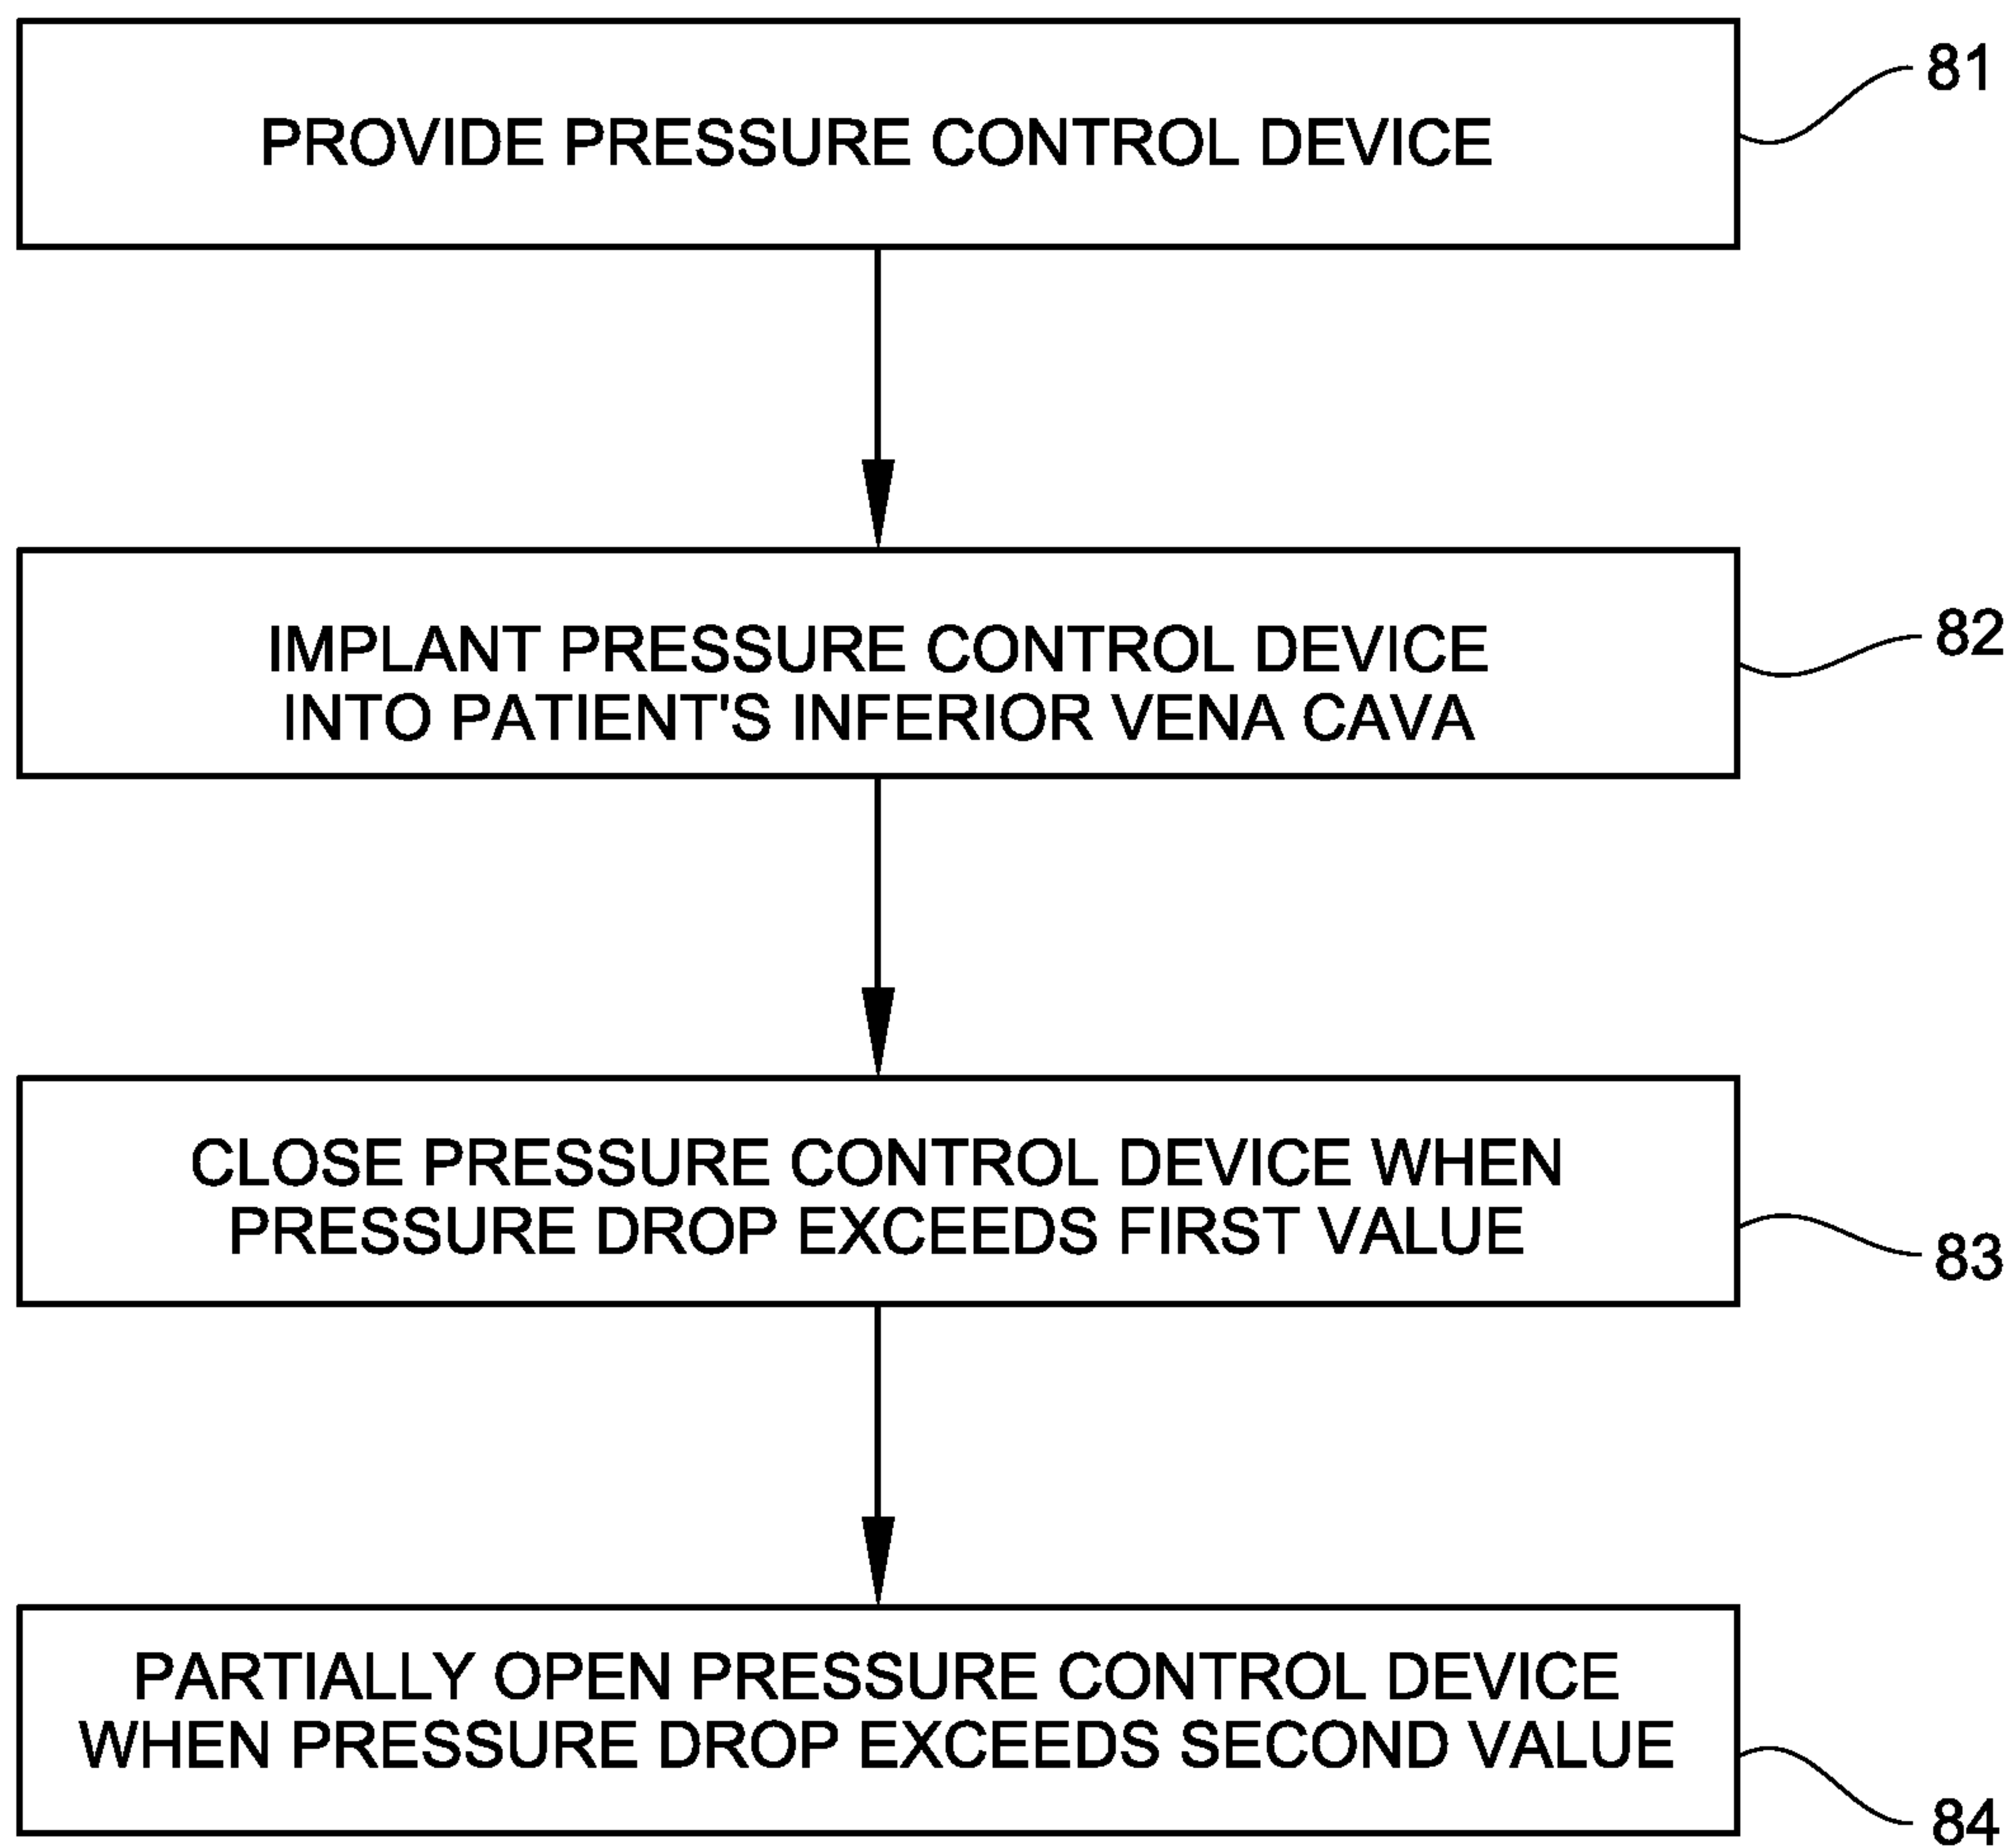 PROVIDE PRESSURE CONTROL DEVICE
81
IMPLANT PRESSURE CONTROL DEVICE
INTO PATIENT'S INFERIOR VENA CAVA
82
CLOSE PRESSURE CONTROL DEVICE WHEN
PRESSURE DROP EXCEEDS FIRST VALUE
83
PARTIALLY OPEN PRESSURE CONTROL DEVICE
WHEN PRESSURE DROP EXCEEDS SECOND VALUE
84